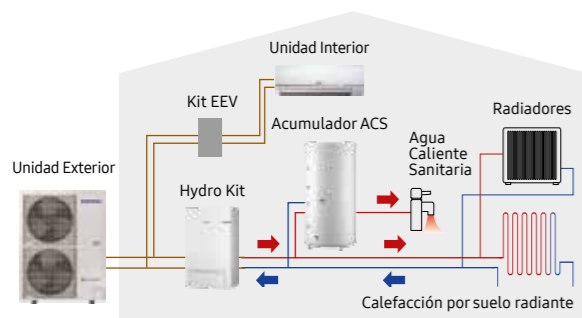 Unidad Interior
Kit EEV
Radiadores
Acumulador ACS
Agua
Caliente
Sanitaria
Unidad Exterior
Hydro Kit
Calefacción por suelo radiante